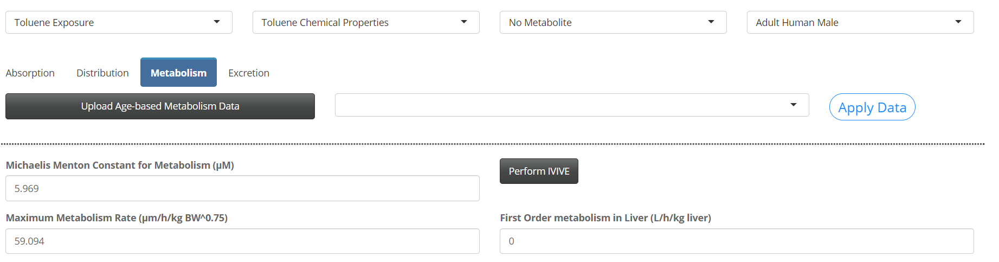 Toluene Exposure
Toluene Chemical Properties
No Metabolite
Adult Human Male
Absorption
Distribution
Metabolism
Excretion
Upload Age-based Metabolism Data
Apply Data
Michaelis Menton Constant for Metabolism (μM)
5.969
Perform IVIVE
Maximum Metabolism Rate (μm/h/kg BW^0.75)
59.094
First Order metabolism in Liver (L/h/kg liver)
0